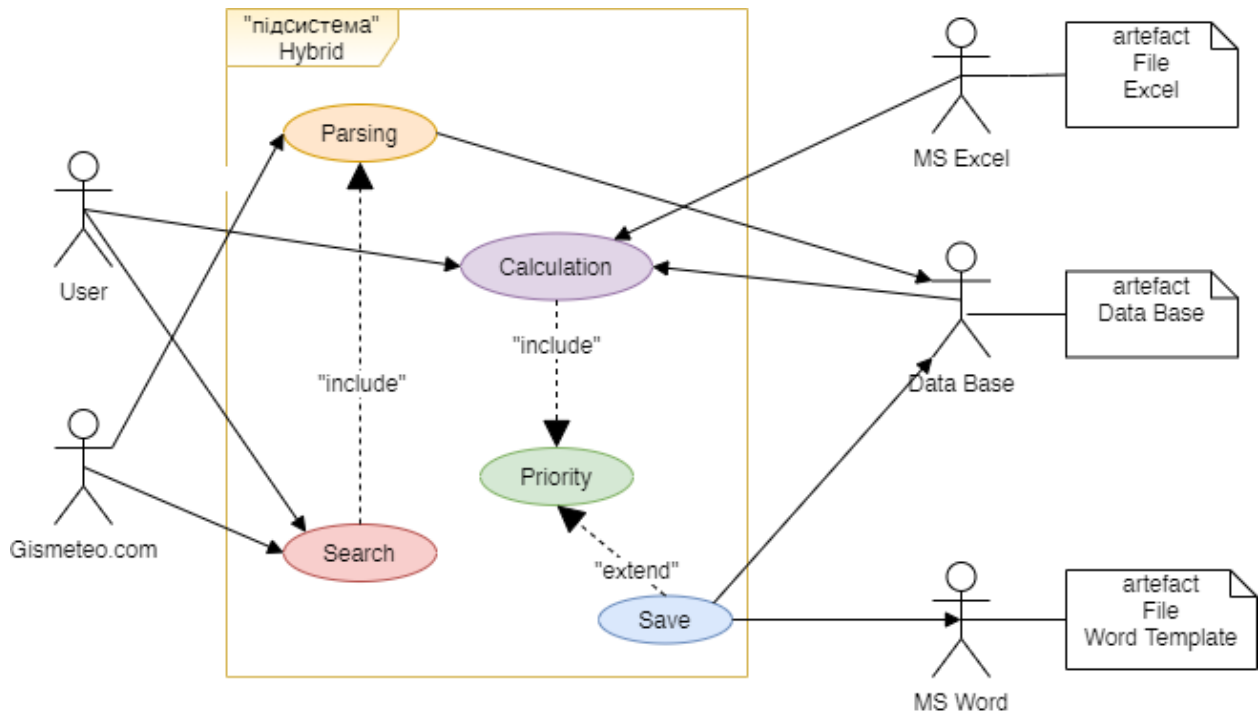 "підсистема"
Hybrid
artefact
File
Excel
Parsing
MS Excel
User
Calculation
artefact
Data Base
"include"
"include"
Data Base
Priority
Gismeteo.com
Search
"extend"
Save
artefact
File
Word Template
MS Word